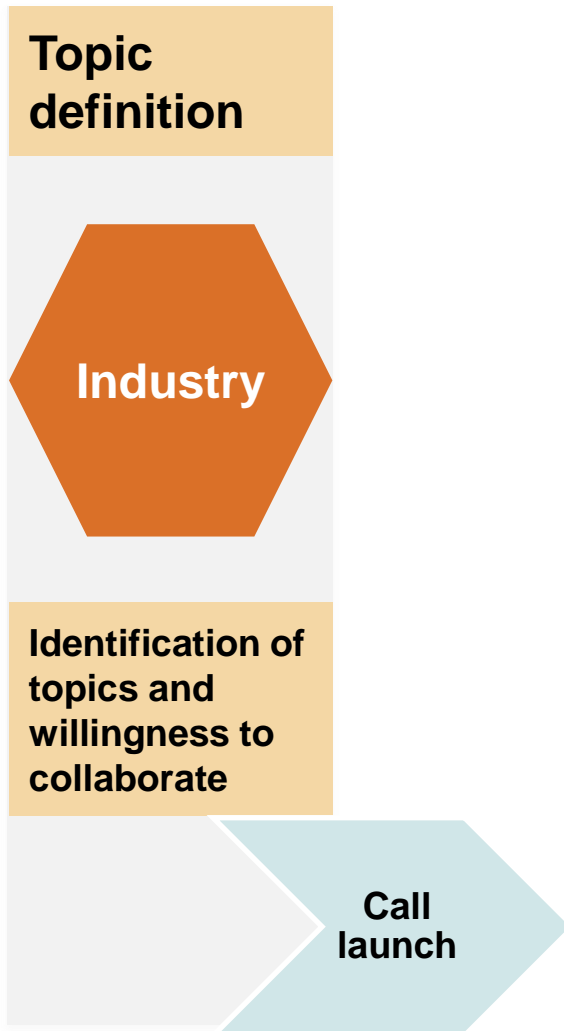 Topic
definition
Industry
Identification of
topics and
willingness to
collaborate
Call
launch